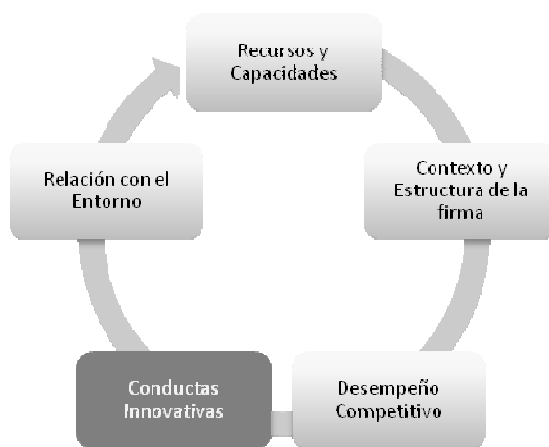 Recursos y
Capacidades
Contexto y
Estructura de la
firma
Desempeño
Competitivo
Conductas
Innovativas
Relación con el
Entorno